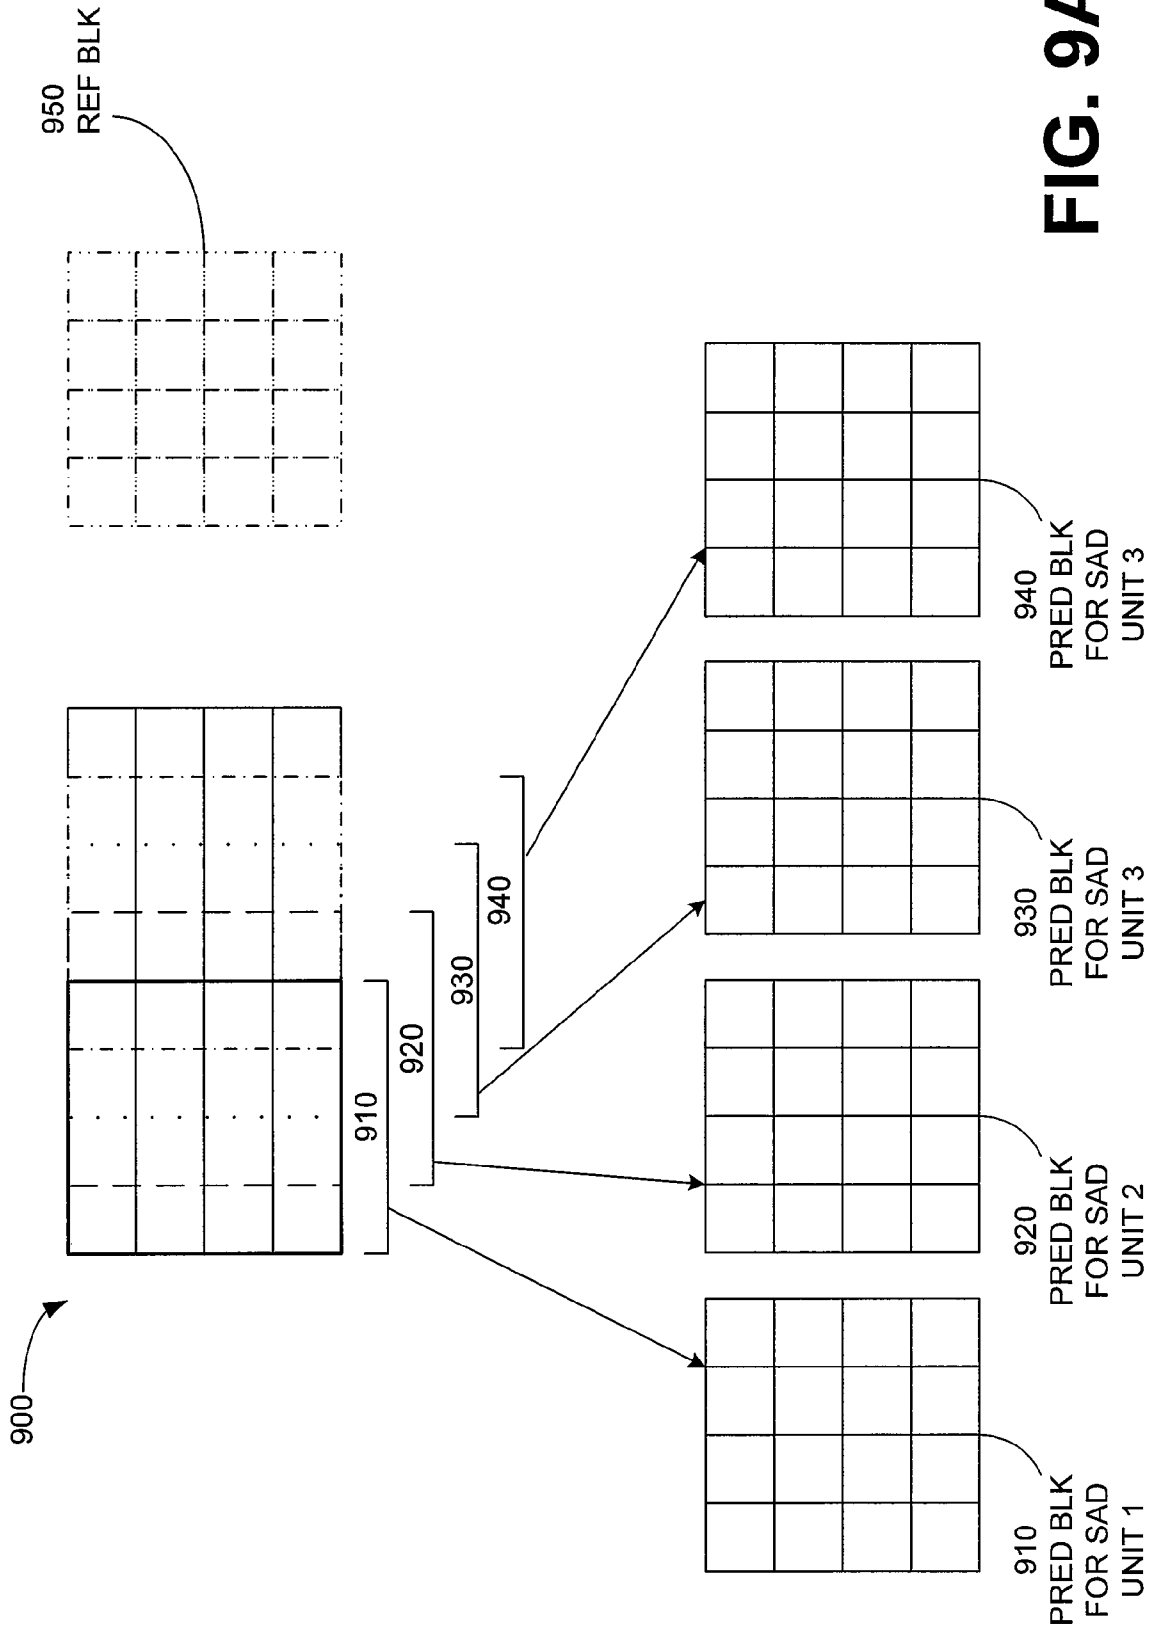 900
950
REF BLK
910
920
930
940
910
PRED BLK
FOR SAD
UNIT 1
920
PRED BLK
FOR SAD
UNIT 2
930
PRED BLK
FOR SAD
UNIT 3
940
PRED BLK
FOR SAD
UNIT 3
FIG. 9A